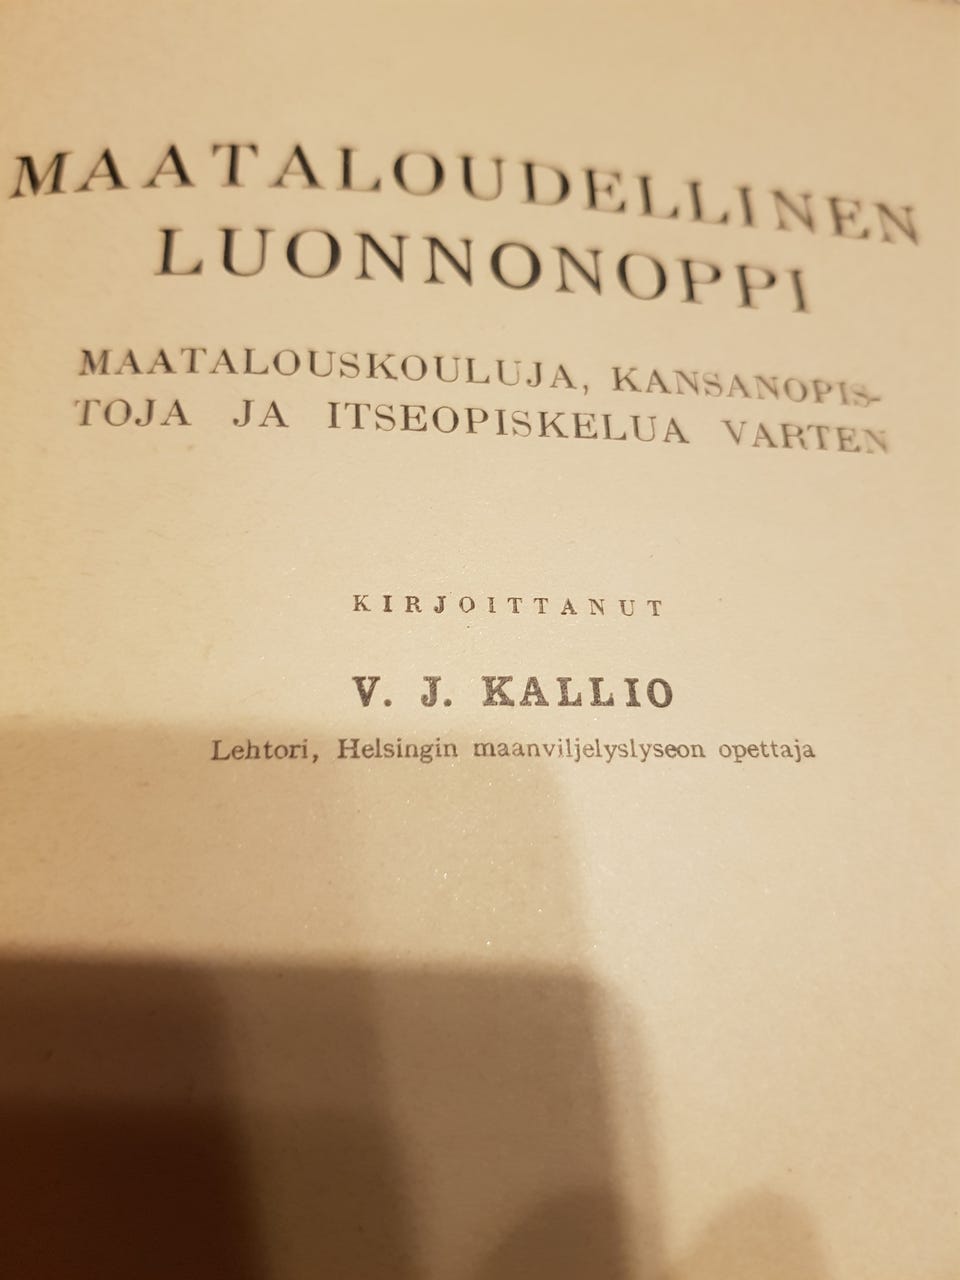 MAATALOUDELLINEN
LUONNONOPPI
MAATALOUSKOULUJA, KANSANOPIS-
TOJA JA ITSEOPISKELUA VARTEN
KIRJOITTANUT
V. J. KALLIO
Lehtori, Helsingin maanviljelyslyseon opettaja